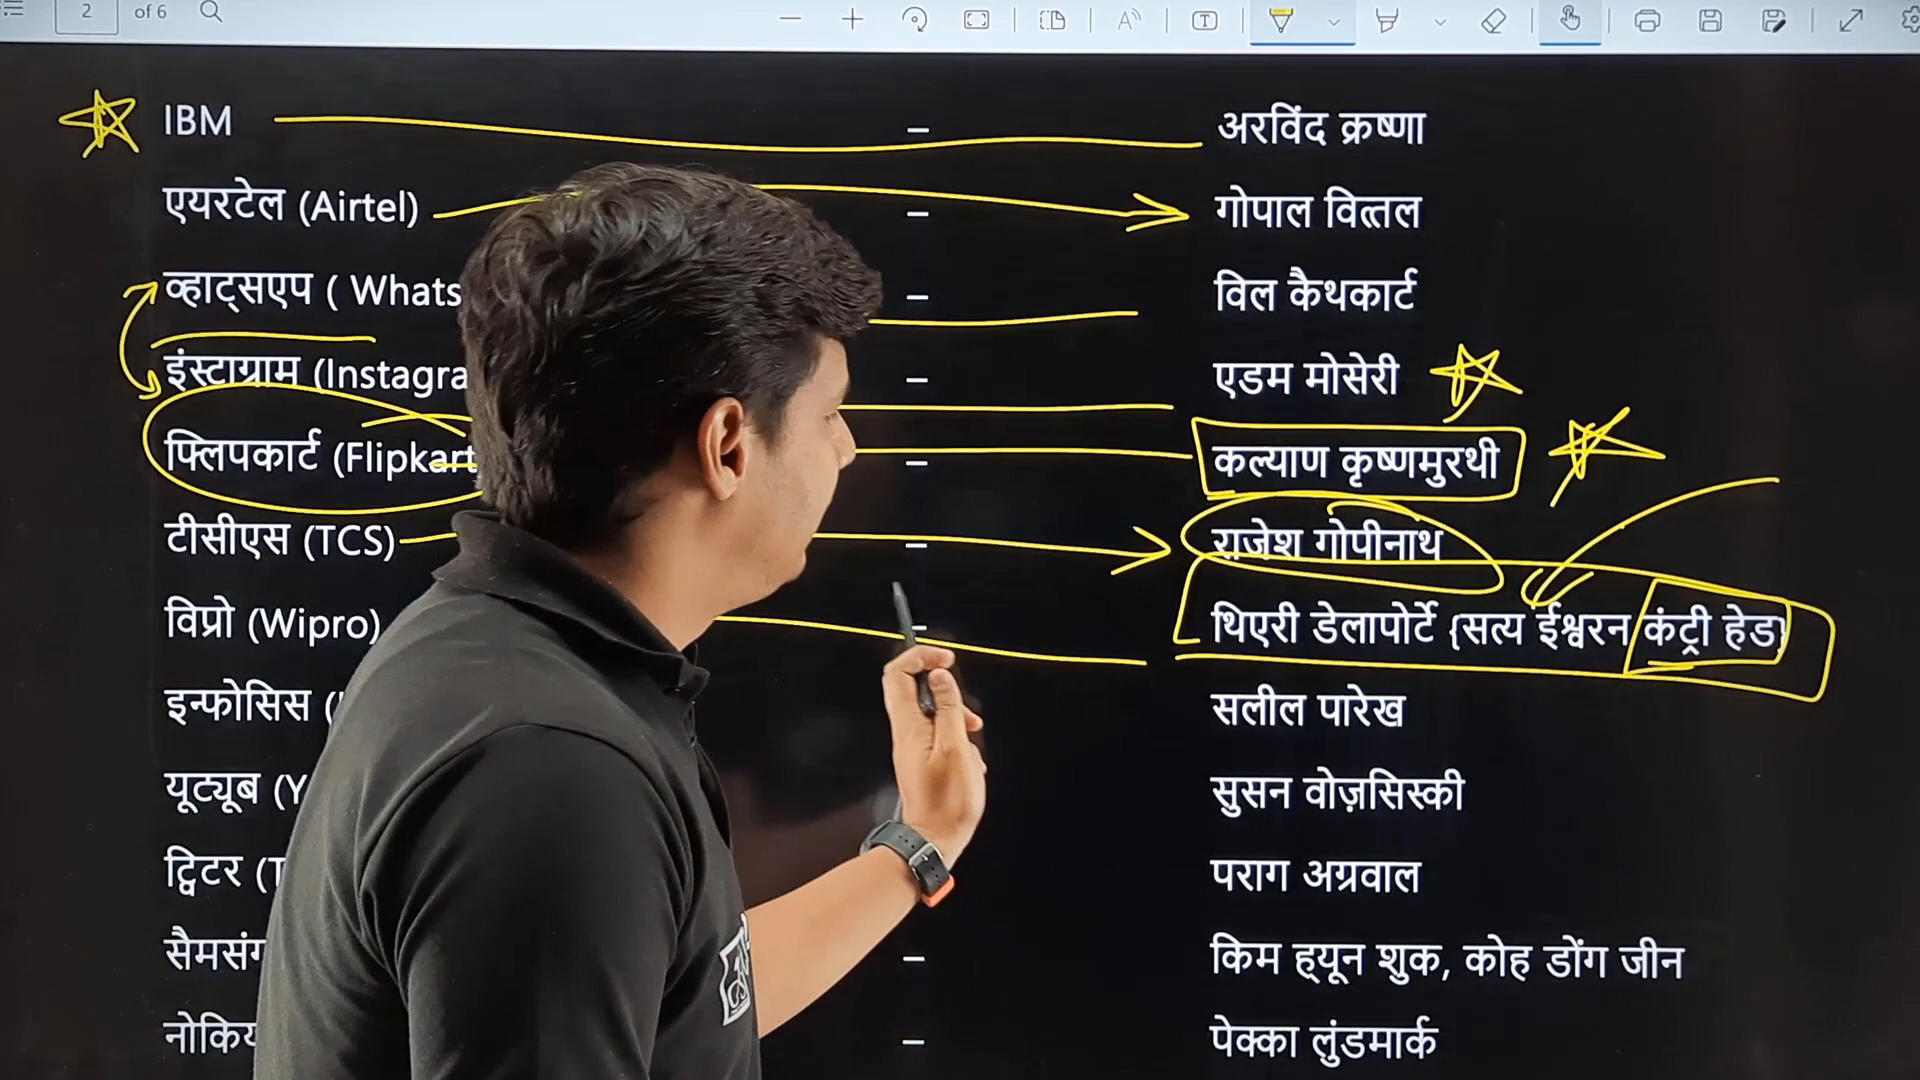 2 of 6
IBM – अरविंद क्रष्णा
एयरटेल (Airtel) – गोपाल वित्तल
व्हाट्सएप ( Whats – विल कैथकार्ट
इंस्टाग्राम (Instagra – एडम मोसेरी
फ्लिपकार्ट (Flipkart – कल्याण कृष्णमुरथी
टीसीएस (TCS) – राजेश गोपीनाथ
विप्रो (Wipro) – थिएरी डेलापोर्टे {सत्य ईश्वरन कंट्री हेड}
इन्फोसिस ( सलील पारेख
यूट्यूब (Y सुसन वोज़सिस्की
ट्विटर (T पराग अग्रवाल
सैमसंग – किम ह्यून शुक, कोह डोंग जीन
नोकिय – पेक्का लुंडमार्क